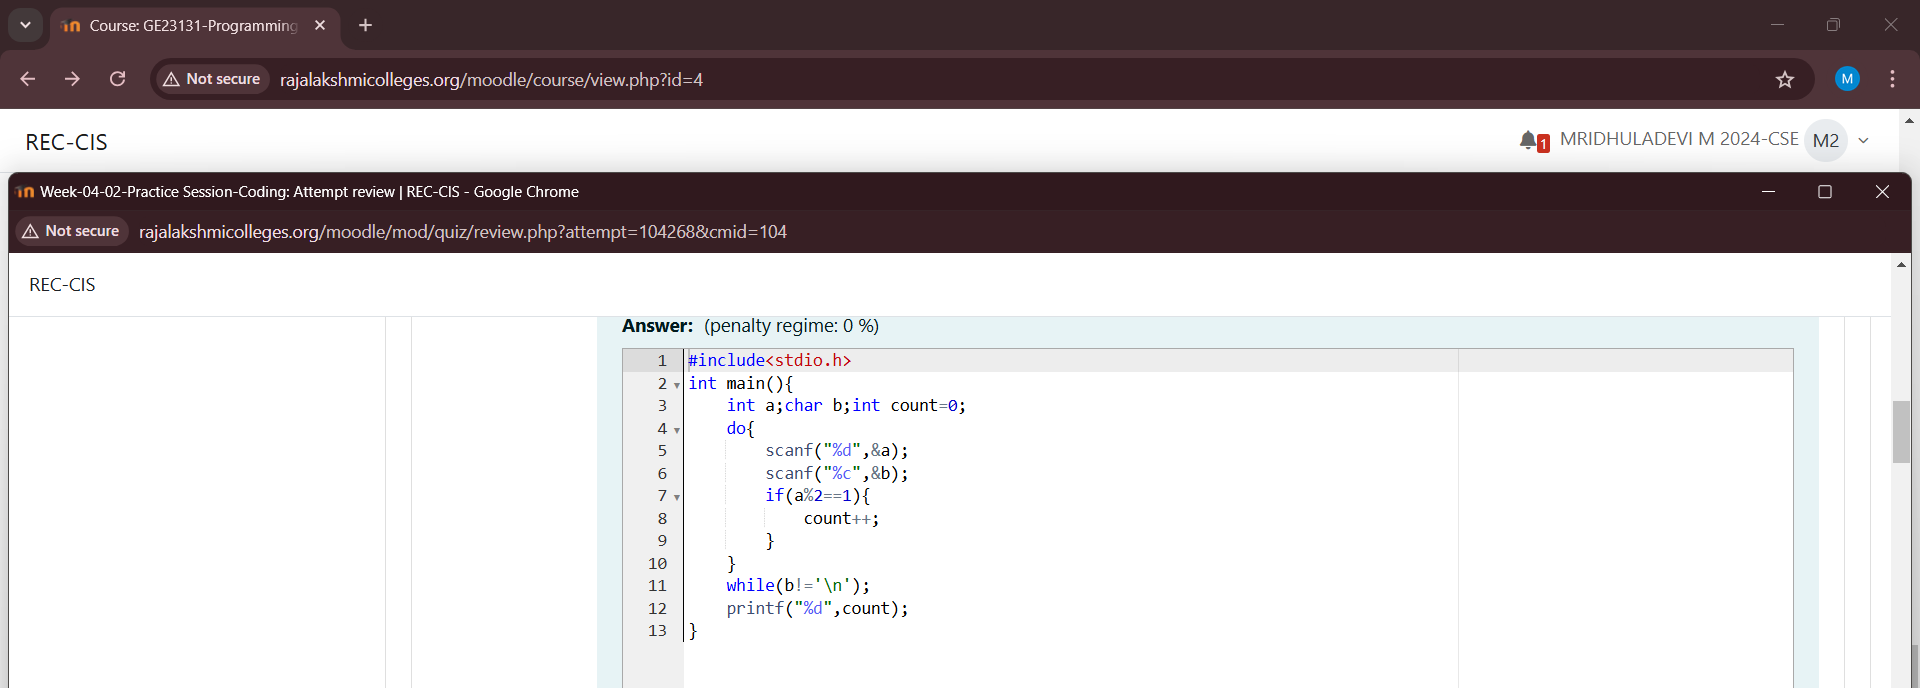 Course: GE23131-Programming
Not secure rajalakshmicolleges.org/moodle/course/view.php?id=4 M
REC-CIS 1 MRIDHULADEVI M 2024-CSE M2
Week-04-02-Practice Session-Coding: Attempt review | REC-CIS - Google Chrome
Not secure rajalakshmicolleges.org/moodle/mod/quiz/review.php?attempt=104268&cmid=104
REC-CIS
Answer: (penalty regime: 0 %)
1 #include<stdio.h>
2 int main(){
3 int a;char b;int count=0;
4 do{
5 scanf("%d",&a);
6 scanf("%c",&b);
7 if(a%2==1){
8 count++;
9 }
10 }
11 while(b!='\n');
12 printf("%d",count);
13 }